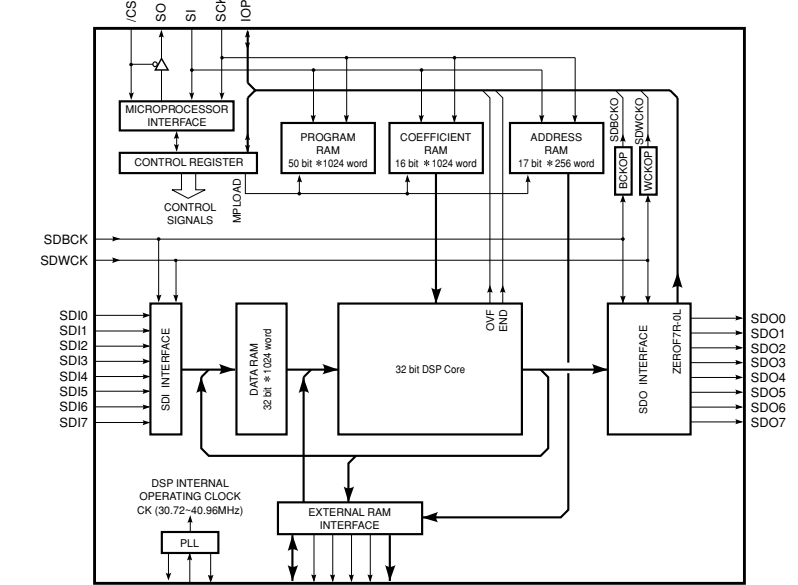 /CS
SO
SI
SCK
IOP
MICROPROCESSOR
INTERFACE
CONTROL REGISTER
CONTROL
SIGNALS
MPLOAD
PROGRAM
RAM
50 bit *1024 word
COEFFICIENT
RAM
16 bit *1024 word
ADDRESS
RAM
17 bit *256 word
SDBCKO
SDWCKO
BCKOP
WCKOP
SDBCK
SDWCK
SDI0
SDI1
SDI2
SDI3
SDI4
SDI5
SDI6
SDI7
SDI INTERFACE
DATA RAM
32 bit *1024 word
32 bit DSP Core
OVF
END
SDO INTERFACE
ZEROF7R-0L
SDO0
SDO1
SDO2
SDO3
SDO4
SDO5
SDO6
SDO7
DSP INTERNAL
OPERATING CLOCK
CK (30.72~40.96MHz)
PLL
EXTERNAL RAM
INTERFACE